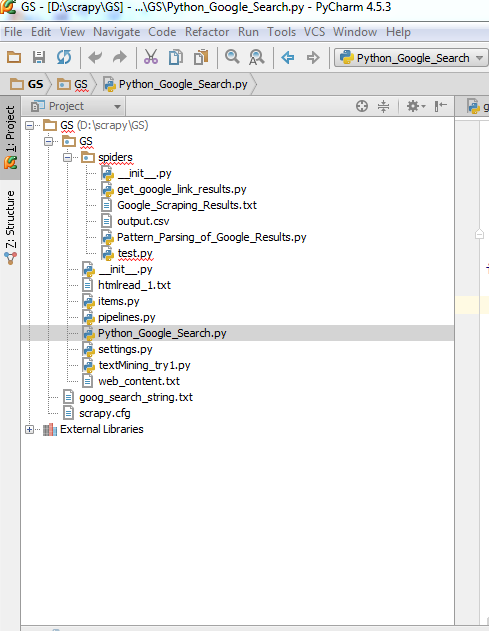 GS - [D:\scrapy\GS] - ...\GS\Python_Google_Search.py - PyCharm 4.5.3
File Edit View Navigate Code Refactor Run Tools VCS Window Help
Python_Google_Search
GS GS Python_Google_Search.py
1: Project
Z: Structure
Project
g
GS (D:\scrapy\GS)
GS
spiders
__init__.py
get_google_link_results.py
Google_Scraping_Results.txt
output.csv
Pattern_Parsing_of_Google_Results.py
test.py
__init__.py
htmlread_1.txt
items.py
pipelines.py
Python_Google_Search.py
settings.py
textMining_try1.py
web_content.txt
goog_search_string.txt
scrapy.cfg
External Libraries